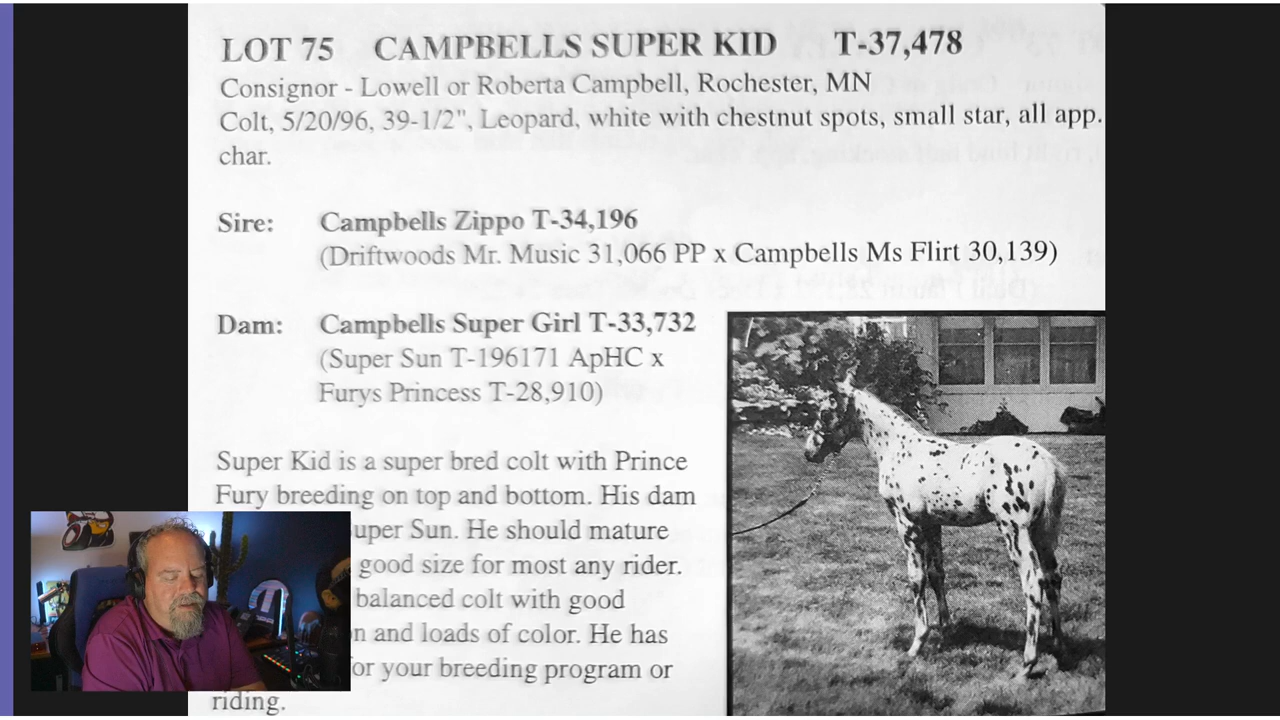 LOT 75 CAMPBELLS SUPER KID T-37,478
Consignor - Lowell or Roberta Campbell, Rochester, MN
Colt, 5/20/96, 39-1/2", Leopard, white with chestnut spots, small star, all app.
char.
Sire: Campbells Zippo T-34,196
(Driftwoods Mr. Music 31,066 PP x Campbells Ms Flirt 30,139)
Dam: Campbells Super Girl T-33,732
(Super Sun T-196171 ApHC x
Furys Princess T-28,910)
Super Kid is a super bred colt with Prince
Fury breeding on top and bottom. His dam
uper Sun. He should mature
good size for most any rider.
balanced colt with good
n and loads of color. He has
or your breeding program or
riding.